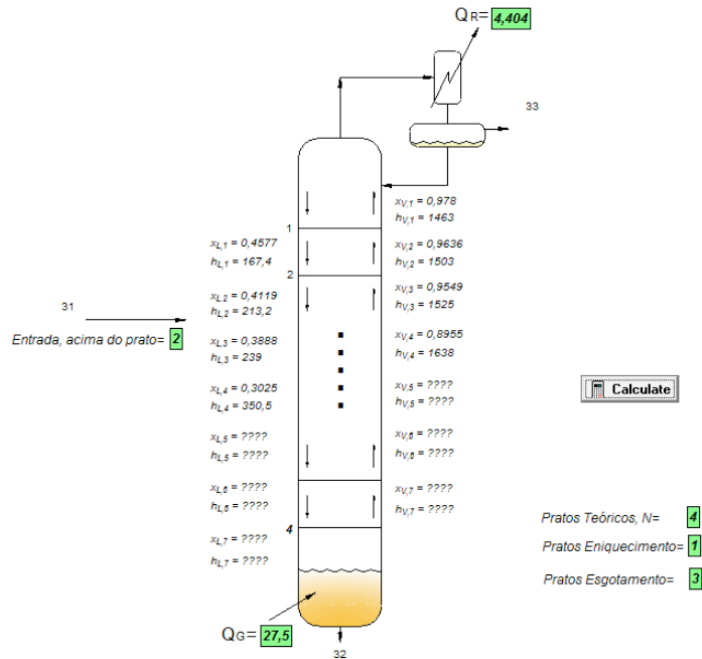 QR= 4,404
33
xV,1 = 0,978
hV,1 = 1463
1
xL,1 = 0,4577
hL,1 = 167,4
xV,2 = 0,9636
hV,2 = 1503
2
xL,2 = 0,4119
hL,2 = 213,2
xV,3 = 0,9549
hV,3 = 1525
31
Entrada, acima do prato= 2
xL,3 = 0,3888
hL,3 = 239
xV,4 = 0,8955
hV,4 = 1638
xL,4 = 0,3025
hL,4 = 350,5
xV,5 = ????
hV,5 = ????
Calculate
xL,5 = ????
hL,5 = ????
xV,6 = ????
hV,6 = ????
xL,6 = ????
hL,6 = ????
xV,7 = ????
hV,7 = ????
4
xL,7 = ????
hL,7 = ????
Pratos Teóricos, N= 4
Pratos Eniquecimento= 1
Pratos Esgotamento= 3
QG= 27,5
32